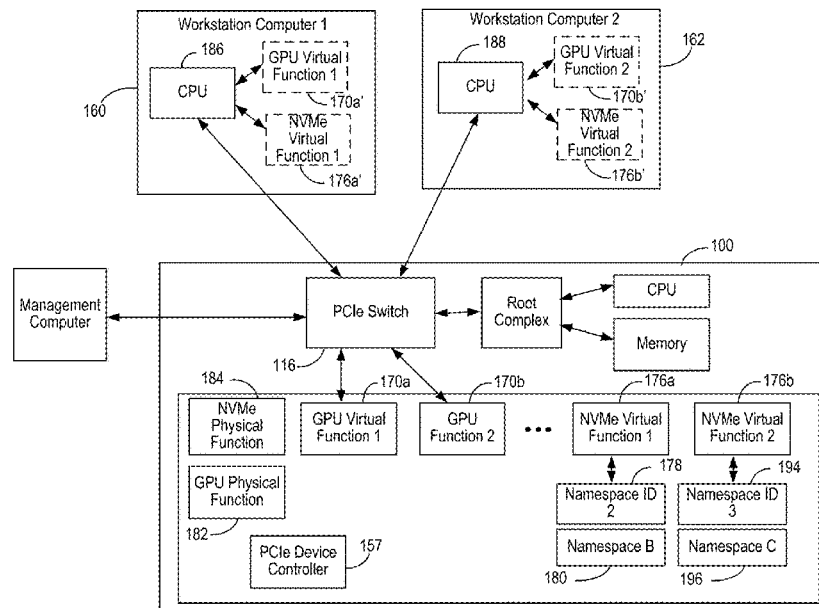 Workstation Computer 1
186
CPU
GPU Virtual
Function 1
170a'
NVMe
Virtual
Function 1
176a'
160
Workstation Computer 2
188
CPU
GPU Virtual
Function 2
170b'
NVMe
Virtual
Function 2
176b'
162
100
Management
Computer
PCIe Switch
116
Root
Complex
CPU
Memory
184
NVMe
Physical
Function
170a
GPU Virtual
Function 1
170b
GPU
Function 2
•••
176a
NVMe Virtual
Function 1
176b
NVMe Virtual
Function 2
GPU Physical
Function
182
178
Namespace ID
2
194
Namespace ID
3
Namespace B
180
Namespace C
196
PCIe Device
Controller
157